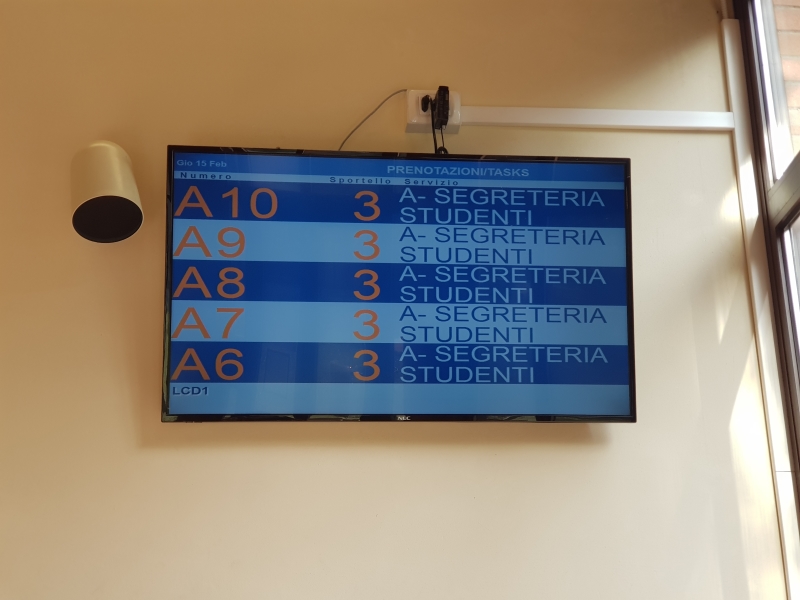 Gio 15 Feb
PRENOTAZIONI/TASKS
Numero Sportello Servizio
A10 3 A- SEGRETERIA
STUDENTI
A9 3 A- SEGRETERIA
STUDENTI
A8 3 A- SEGRETERIA
STUDENTI
A7 3 A- SEGRETERIA
STUDENTI
A6 3 A- SEGRETERIA
STUDENTI
LCD1
NEC